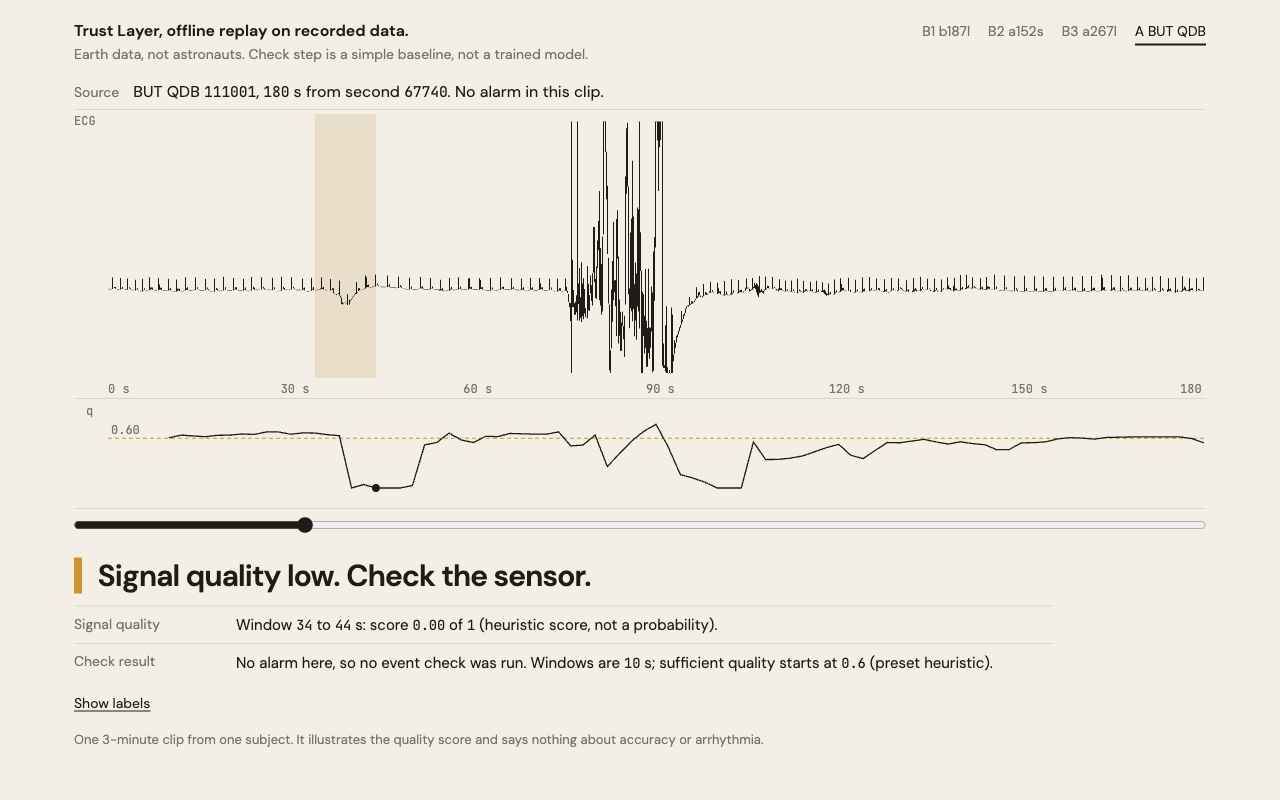 Trust Layer, offline replay on recorded data.
B1 b187l B2 a152s B3 a267l A BUT QDB
Earth data, not astronauts. Check step is a simple baseline, not a trained model.
Source BUT QDB 111001, 180 s from second 67740. No alarm in this clip.
ECG
0 s 30 s 60 s 90 s 120 s 150 s 180
q
0.60
Signal quality low. Check the sensor.
Signal quality Window 34 to 44 s: score 0.00 of 1 (heuristic score, not a probability).
Check result No alarm here, so no event check was run. Windows are 10 s; sufficient quality starts at 0.6 (preset heuristic).
Show labels
One 3-minute clip from one subject. It illustrates the quality score and says nothing about accuracy or arrhythmia.